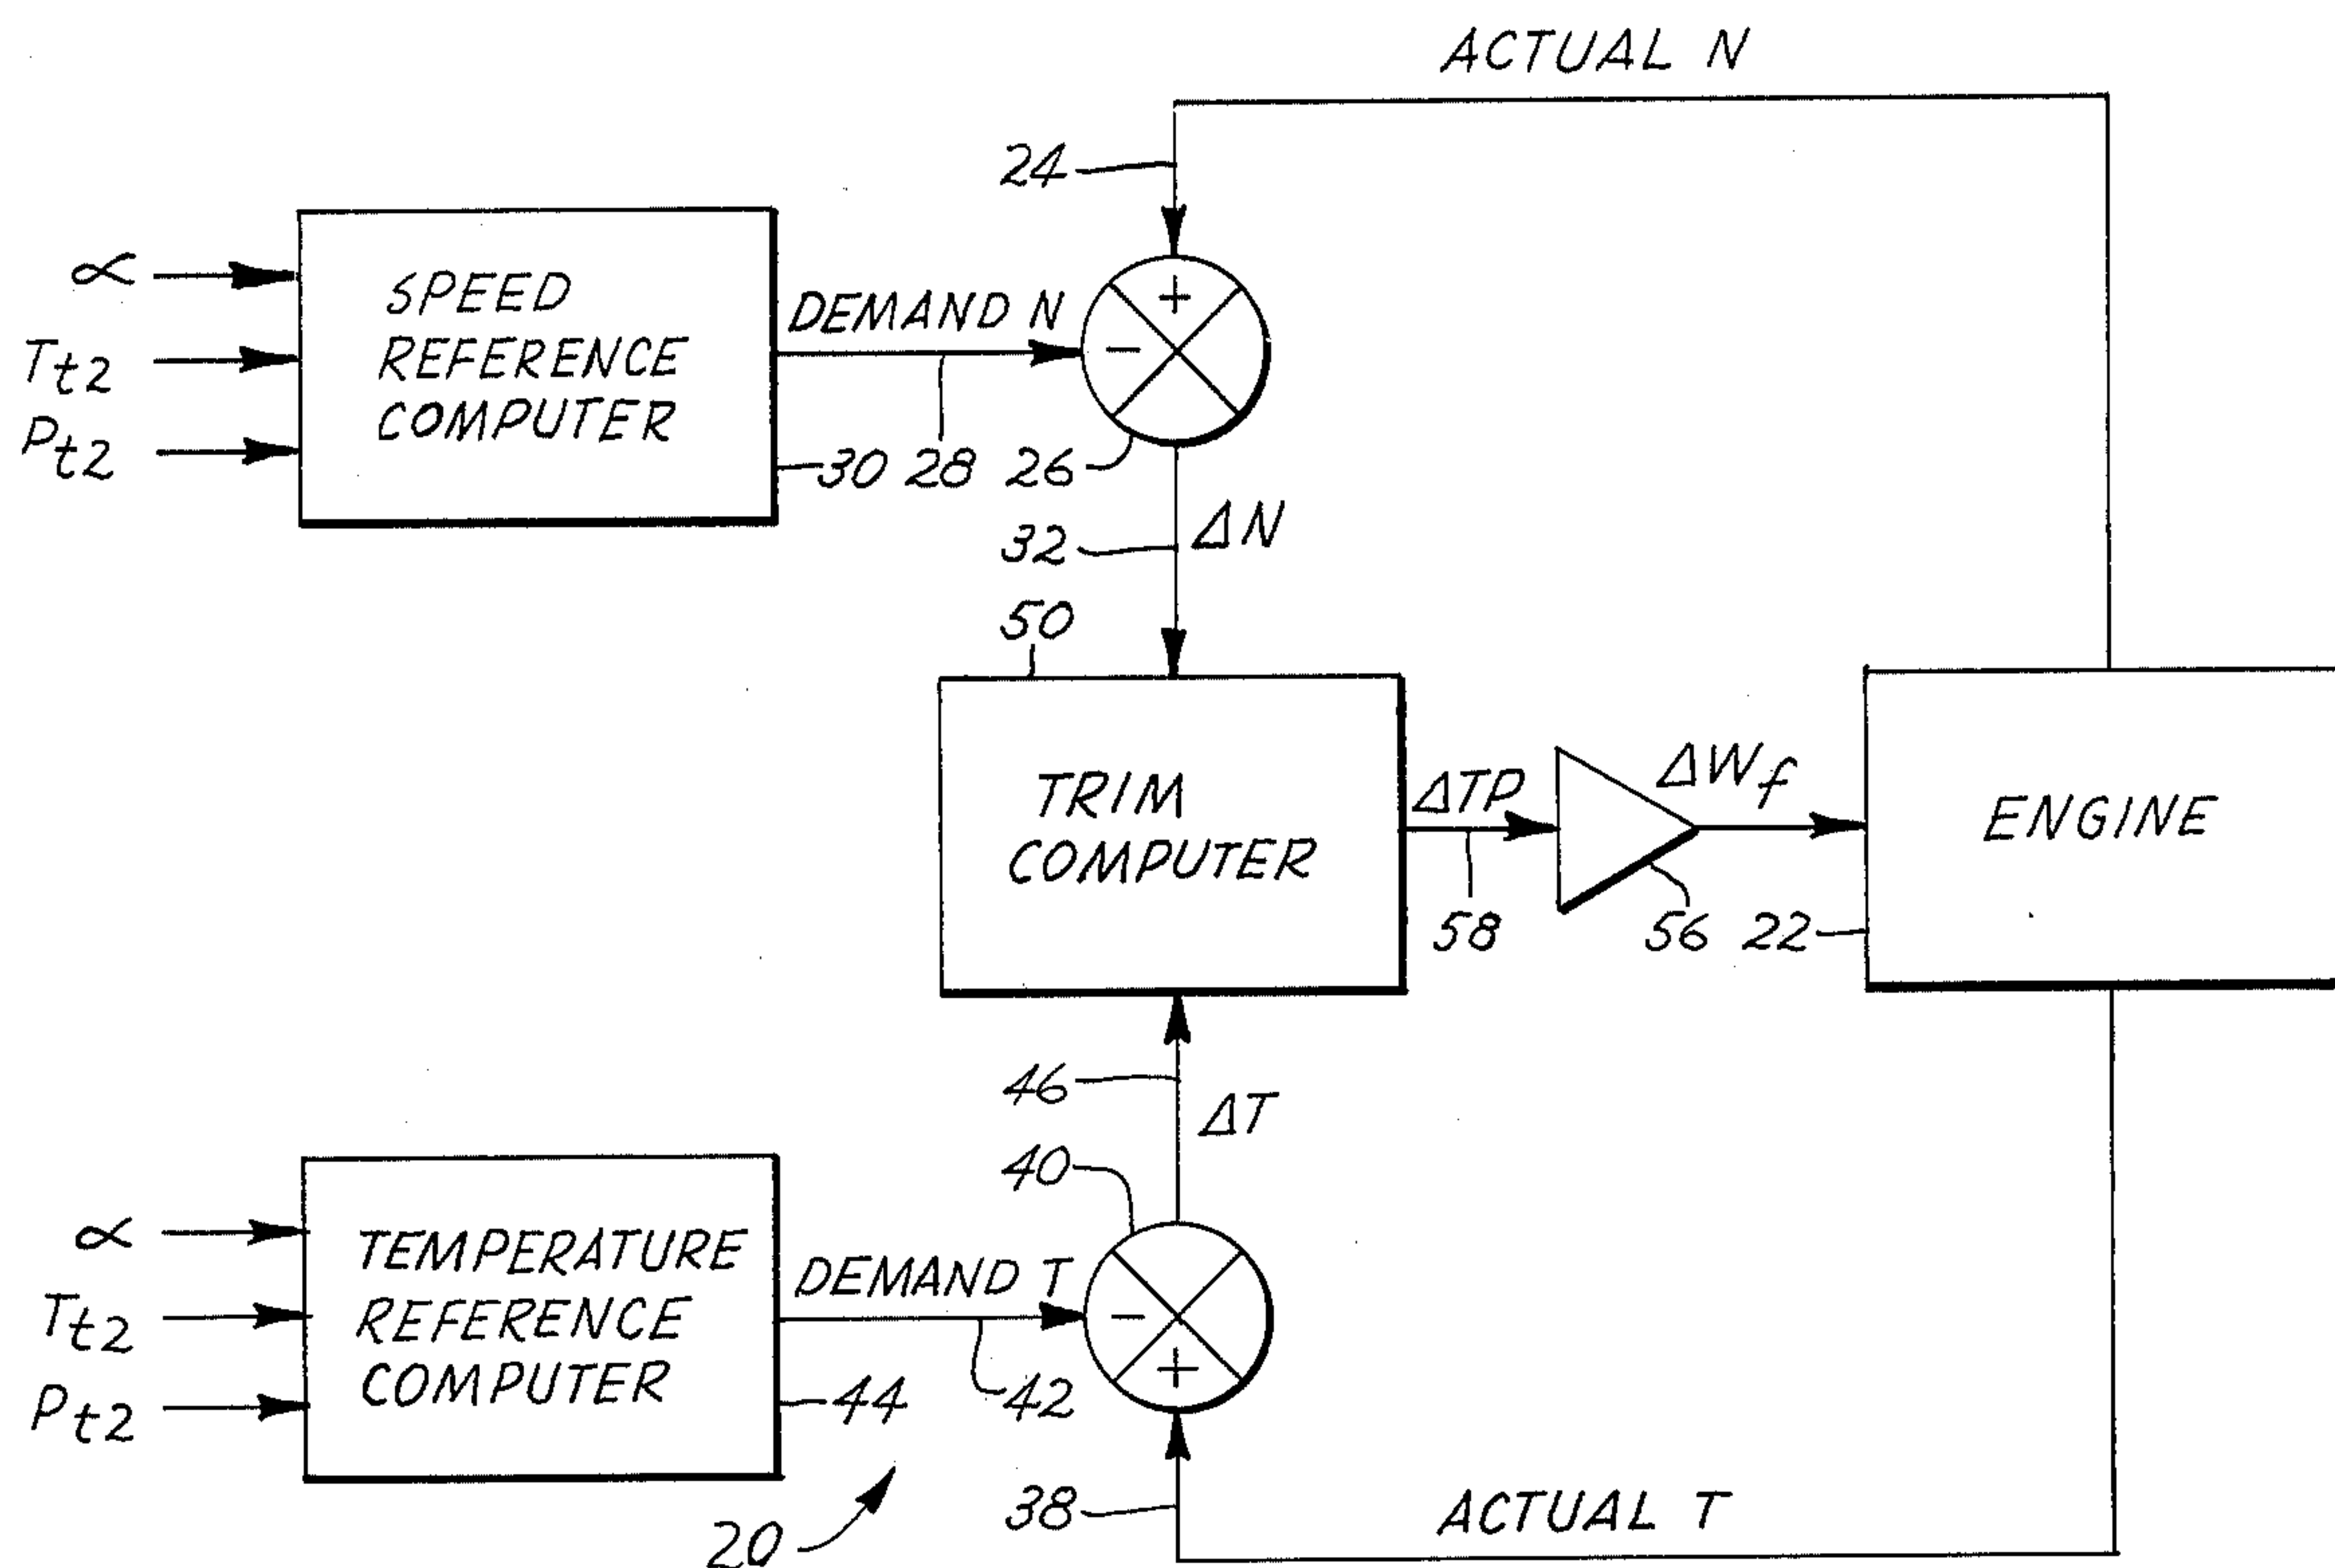 ACTUAL N
24
∝
Tt2
Pt2
SPEED
REFERENCE
COMPUTER
DEMAND N
+
−
30
28
26
32
ΔN
50
TRIM
COMPUTER
ΔTP
58
ΔWf
56
22
ENGINE
46
ΔT
40
∝
Tt2
Pt2
TEMPERATURE
REFERENCE
COMPUTER
DEMAND T
−
+
44
42
38
20
ACTUAL T